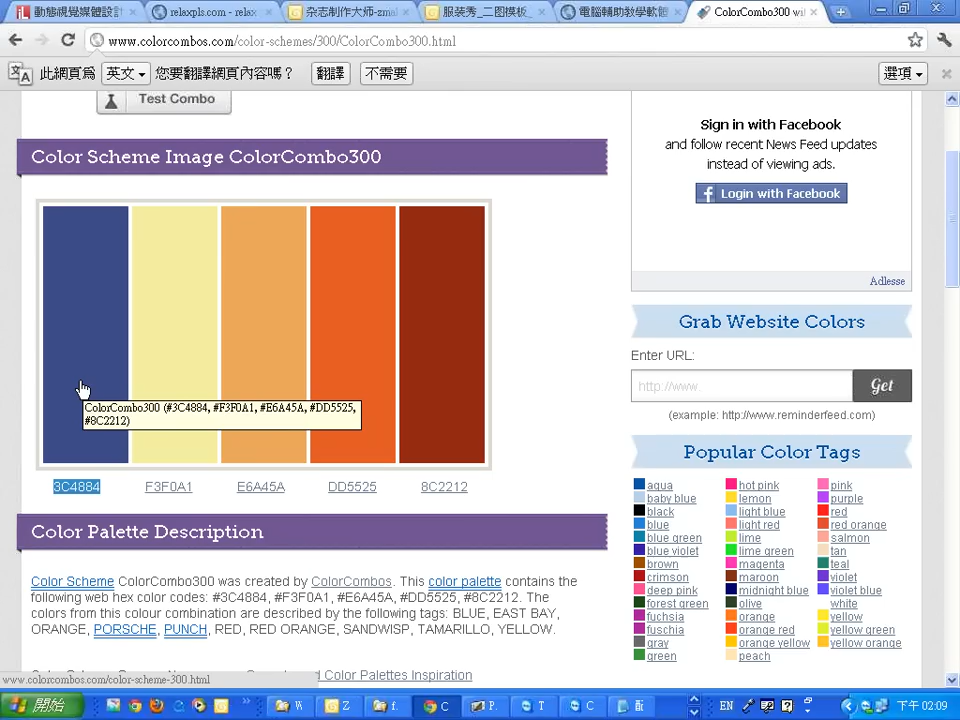 動態視覺媒體設計
relaxpls.com - relax
杂志制作大师-zma
服装秀_二图模板_
電腦輔助教學軟體
ColorCombo300 wi
www.colorcombos.com/color-schemes/300/ColorCombo300.html
此網頁爲 英文 您要翻譯網頁內容嗎？ 翻譯 不需要 選項
Test Combo
Color Scheme Image ColorCombo300
ColorCombo300 (#3C4884, #F3F0A1, #E6A45A, #DD5525,
#8C2212)
3C4884 F3F0A1 E6A45A DD5525 8C2212
Color Palette Description
Color Scheme ColorCombo300 was created by ColorCombos. This color palette contains the
following web hex color codes: #3C4884, #F3F0A1, #E6A45A, #DD5525, #8C2212. The
colors from this colour combination are described by the following tags: BLUE, EAST BAY,
ORANGE, PORSCHE, PUNCH, RED, RED ORANGE, SANDWISP, TAMARILLO, YELLOW.
Color Palettes Inspiration
www.colorcombos.com/color-scheme-300.html
Sign in with Facebook
and follow recent News Feed updates
instead of viewing ads.
Login with Facebook
Adlesse
Grab Website Colors
Enter URL:
http://www. Get
(example: http://www.reminderfeed.com)
Popular Color Tags
aqua hot pink pink
baby blue lemon purple
black light blue red
blue light red red orange
blue green lime salmon
blue violet lime green tan
brown magenta teal
crimson maroon violet
deep pink midnight blue violet blue
forest green olive white
fuchsia orange yellow
fuschia orange red yellow green
gray orange yellow yellow orange
green peach
開始 W Z f. C P. T C EN 下午 02:09